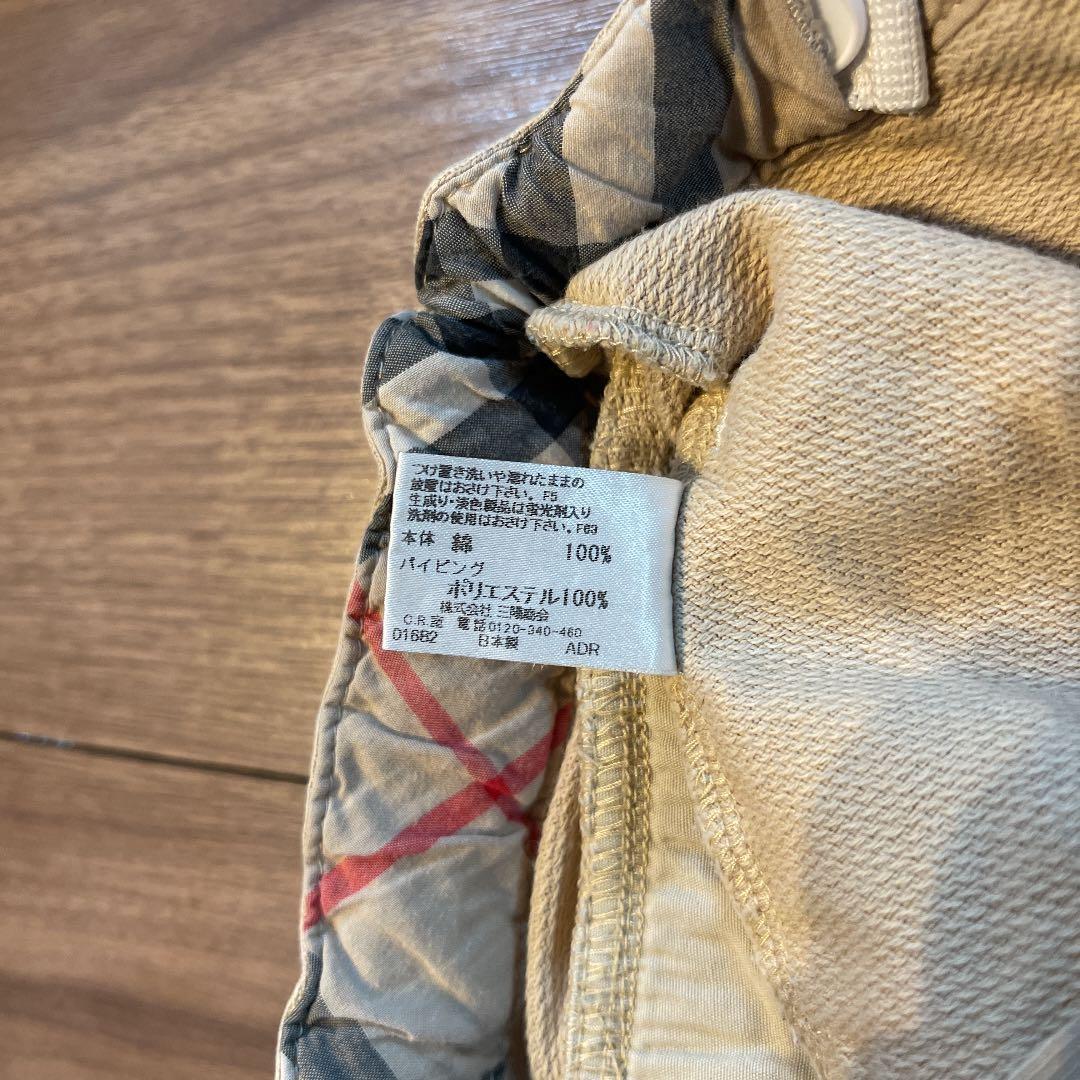 つけ置き洗いや濡れたままの
放置はおさけ下さい。F5
生成り・淡色製品は蛍光剤入り
洗剤の使用はおさけ下さい。F63
本体 綿 100%
パイピング
ポリエステル100%
株式会社 三陽商会
C.R.室 電話0120-340-460
01682 日本製 ADR